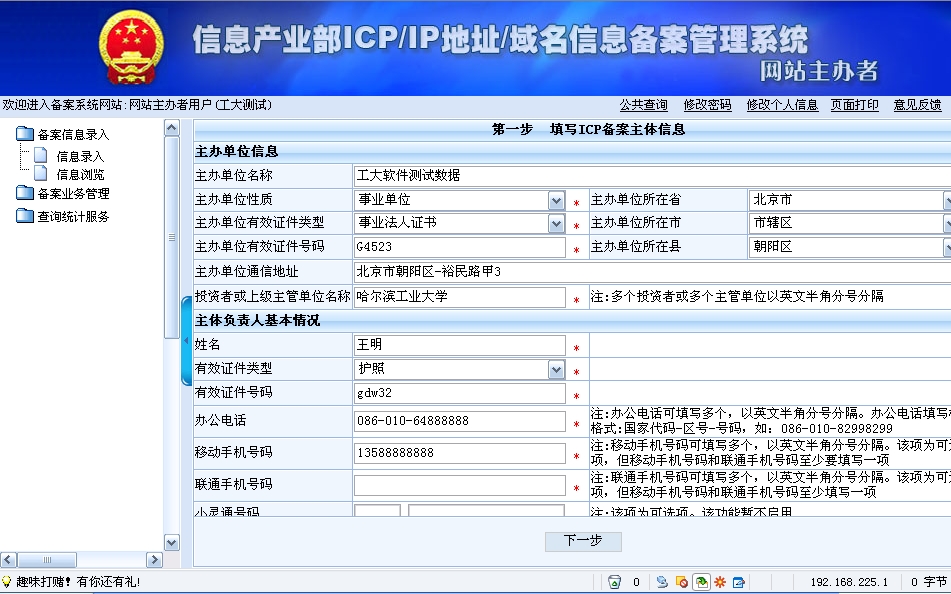 信息产业部ICP/IP地址/域名信息备案管理系统
网站主办者
欢迎进入备案系统网站:网站主办者用户(工大测试) 公共查询 修改密码 修改个人信息 页面打印 意见反馈
备案信息录入
信息录入
信息浏览
备案业务管理
查询统计服务
第一步 填写ICP备案主体信息
主办单位信息
主办单位名称 工大软件测试数据
主办单位性质 事业单位 * 主办单位所在省 北京市
主办单位有效证件类型 事业法人证书 * 主办单位所在市 市辖区
主办单位有效证件号码 G4523 * 主办单位所在县 朝阳区
主办单位通信地址 北京市朝阳区-裕民路甲3
投资者或上级主管单位名称 哈尔滨工业大学 * 注:多个投资者或多个主管单位以英文半角分号分隔
主体负责人基本情况
姓名 王明 *
有效证件类型 护照 *
有效证件号码 gdw32 *
办公电话 086-010-64888888 * 注:办公电话可填写多个，以英文半角分号分隔。办公电话填写
格式:国家代码-区号-号码，如: 086-010-82998299
移动手机号码 13588888888 * 注:移动手机号码可填写多个，以英文半角分号分隔。该项为可
项，但移动手机号码和联通手机号码至少要填写一项
联通手机号码 * 注:联通手机号码可填写多个，以英文半角分号分隔。该项为可
项，但移动手机号码和联通手机号码至少填写一项
小灵通号码 注:该项为可选项。该功能暂不启用
下一步
趣味打赌! 有你还有礼! 0 192.168.225.1 0 字节